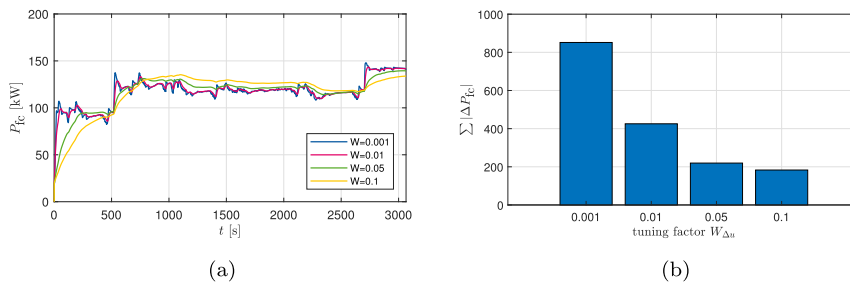 200
150
100
50
0
P_fc [kW]
W=0.001
W=0.01
W=0.05
W=0.1
0 500 1000 1500 2000 2500 3000
t [s]
(a)
1000
800
600
400
200
0
∑ |ΔP_fc|
0.001 0.01 0.05 0.1
tuning factor W_Δu
(b)